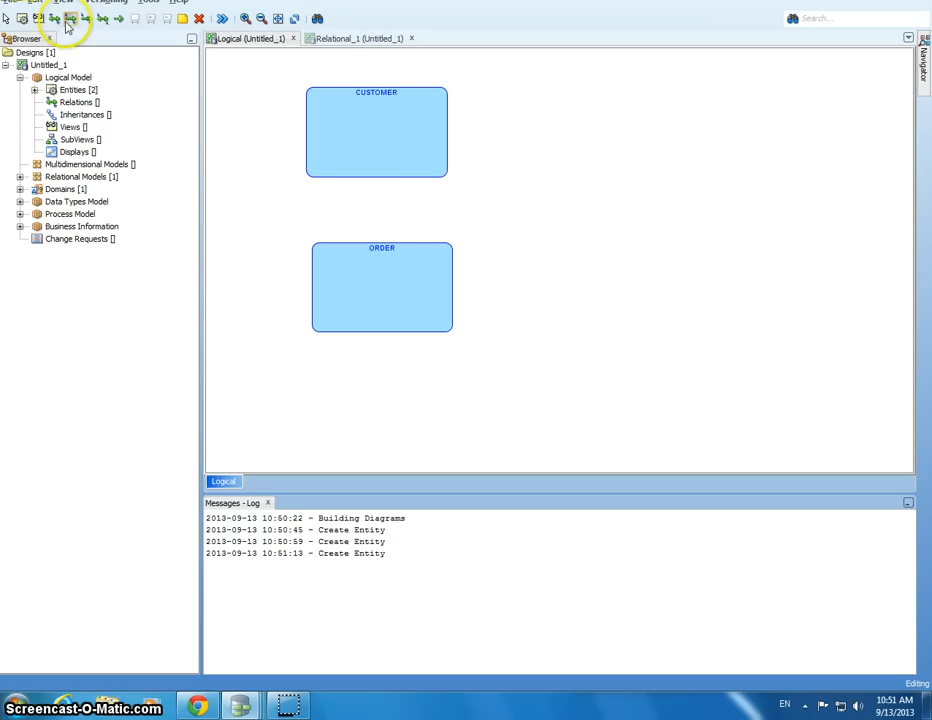 View
Versioning
Tools
Help
Search...
Browser
Logical (Untitled_1)
Relational_1 (Untitled_1)
Navigator
Designs [1]
Untitled_1
Logical Model
Entities [2]
Relations []
Inheritances []
Views []
SubViews []
Displays []
Multidimensional Models []
Relational Models [1]
Domains [1]
Data Types Model
Process Model
Business Information
Change Requests []
CUSTOMER
ORDER
Logical
Messages - Log
2013-09-13 10:50:22 - Building Diagrams
2013-09-13 10:50:45 - Create Entity
2013-09-13 10:50:59 - Create Entity
2013-09-13 10:51:13 - Create Entity
Editing
Screencast-O-Matic.com
EN
10:51 AM
9/13/2013